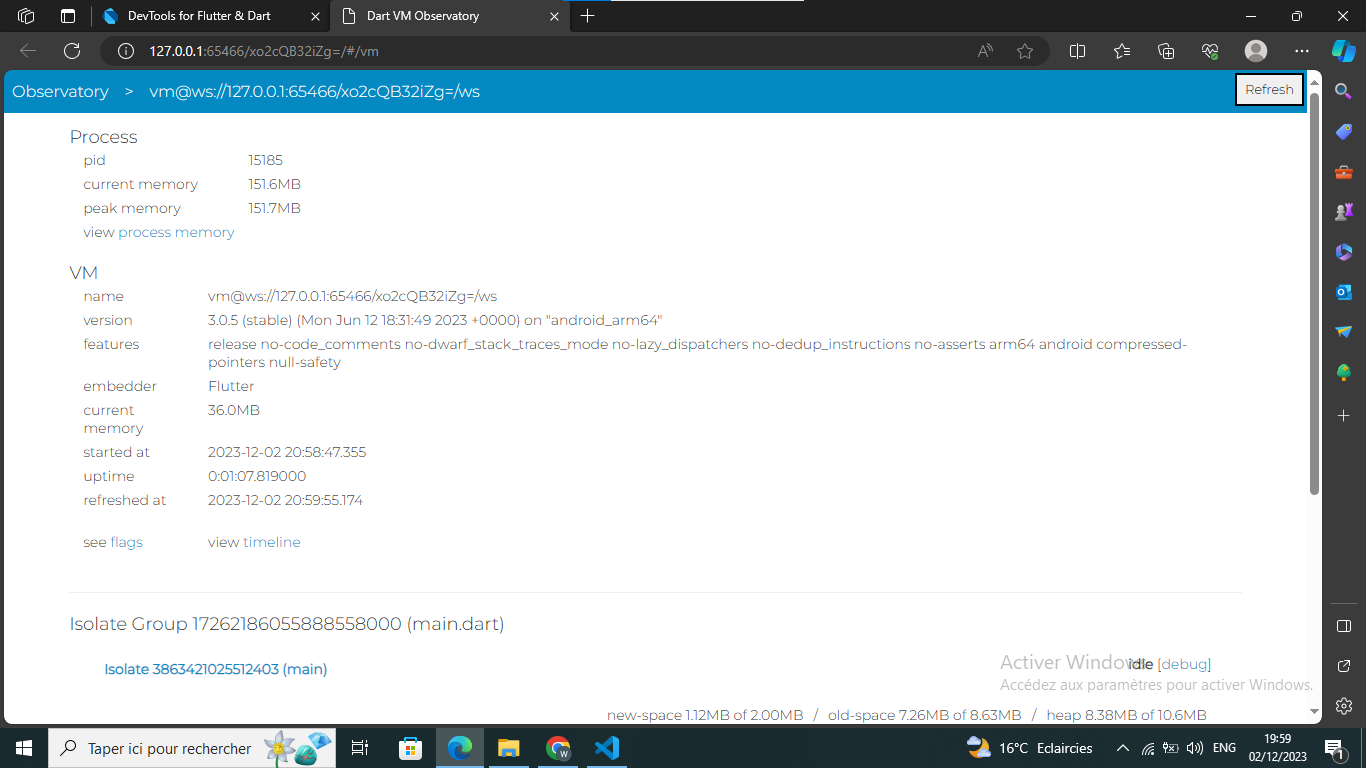 DevTools for Flutter & Dart
Dart VM Observatory
127.0.0.1:65466/xo2cQB32iZg=/#/vm
Observatory > vm@ws://127.0.0.1:65466/xo2cQB32iZg=/ws
Refresh
Process
pid 15185
current memory 151.6MB
peak memory 151.7MB
view process memory
VM
name vm@ws://127.0.0.1:65466/xo2cQB32iZg=/ws
version 3.0.5 (stable) (Mon Jun 12 18:31:49 2023 +0000) on "android_arm64"
features release no-code_comments no-dwarf_stack_traces_mode no-lazy_dispatchers no-dedup_instructions no-asserts arm64 android compressed-
pointers null-safety
embedder Flutter
current 36.0MB
memory
started at 2023-12-02 20:58:47.355
uptime 0:01:07.819000
refreshed at 2023-12-02 20:59:55.174
see flags view timeline
Isolate Group 17262186055888558000 (main.dart)
Isolate 3863421025512403 (main) idle [debug]
Activer Windows
Accédez aux paramètres pour activer Windows.
new-space 1.12MB of 2.00MB / old-space 7.26MB of 8.63MB / heap 8.38MB of 10.6MB
Taper ici pour rechercher
16°C Eclaircies
ENG
19:59
02/12/2023
1